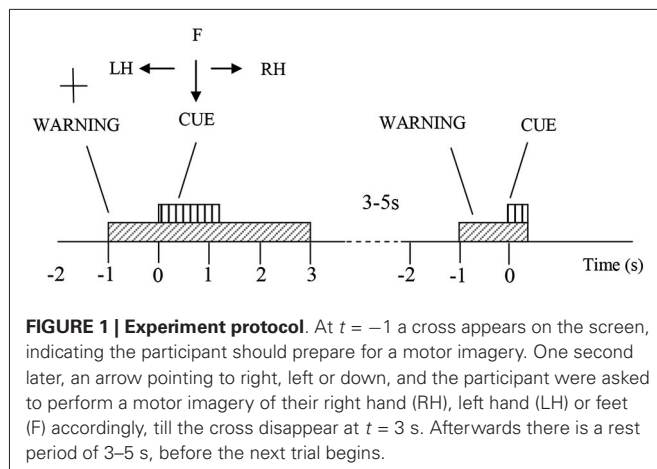 F
LH RH
WARNING CUE WARNING CUE
3-5s
-2 -1 0 1 2 3 -2 -1 0 Time (s)
FIGURE 1 | Experiment protocol. At t = −1 a cross appears on the screen,
indicating the participant should prepare for a motor imagery. One second
later, an arrow pointing to right, left or down, and the participant were asked
to perform a motor imagery of their right hand (RH), left hand (LH) or feet
(F) accordingly, till the cross disappear at t = 3 s. Afterwards there is a rest
period of 3–5 s, before the next trial begins.